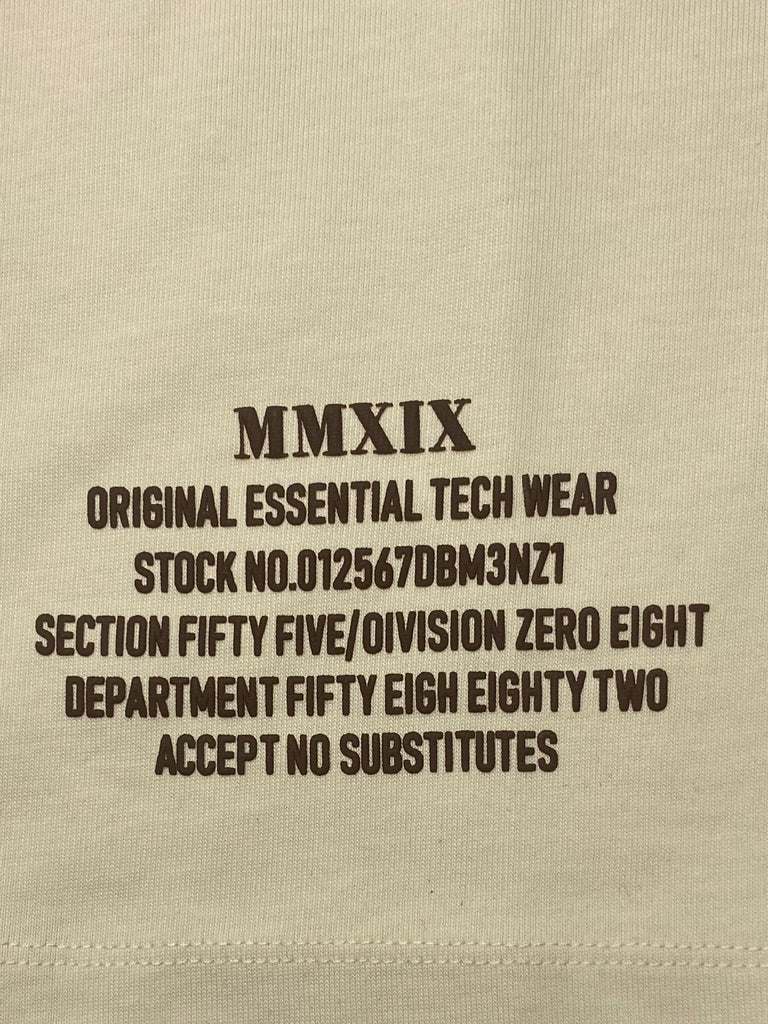 MMXIX
ORIGINAL ESSENTIAL TECH WEAR
STOCK NO.012567DBM3NZ1
SECTION FIFTY FIVE/OIVISION ZERO EIGHT
DEPARTMENT FIFTY EIGH EIGHTY TWO
ACCEPT NO SUBSTITUTES